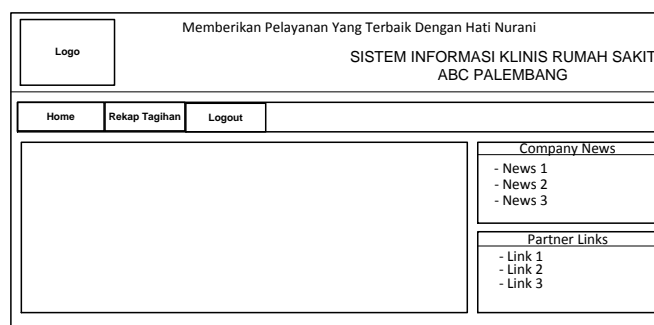 Memberikan Pelayanan Yang Terbaik Dengan Hati Nurani
Logo
SISTEM INFORMASI KLINIS RUMAH SAKIT
ABC PALEMBANG
Home
Rekap Tagihan
Logout
Company News
- News 1
- News 2
- News 3
Partner Links
- Link 1
- Link 2
- Link 3